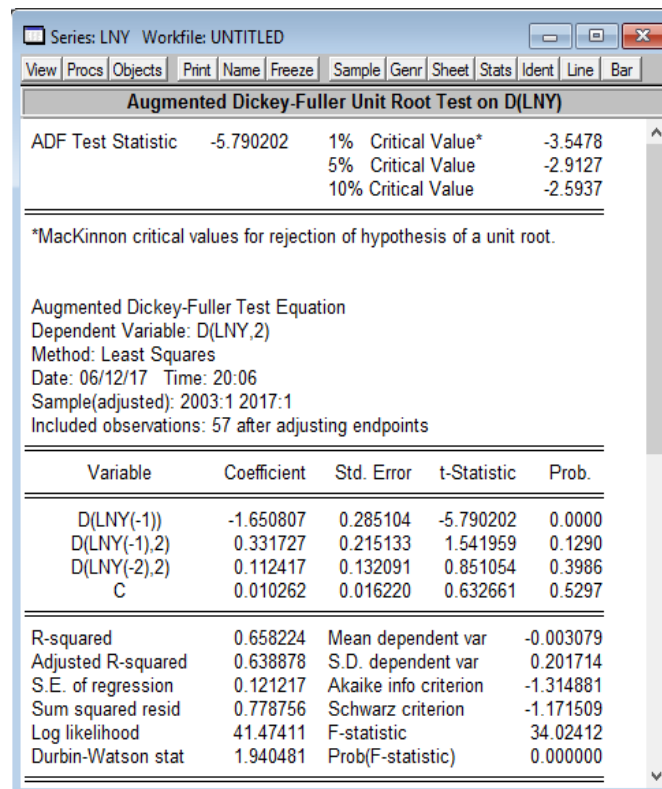 Series: LNY Workfile: UNTITLED
View Procs Objects Print Name Freeze Sample Genr Sheet Stats Ident Line Bar
Augmented Dickey-Fuller Unit Root Test on D(LNY)
ADF Test Statistic -5.790202 1% Critical Value* -3.5478
5% Critical Value -2.9127
10% Critical Value -2.5937
*MacKinnon critical values for rejection of hypothesis of a unit root.
Augmented Dickey-Fuller Test Equation
Dependent Variable: D(LNY,2)
Method: Least Squares
Date: 06/12/17 Time: 20:06
Sample(adjusted): 2003:1 2017:1
Included observations: 57 after adjusting endpoints
Variable Coefficient Std. Error t-Statistic Prob.
D(LNY(-1)) -1.650807 0.285104 -5.790202 0.0000
D(LNY(-1),2) 0.331727 0.215133 1.541959 0.1290
D(LNY(-2),2) 0.112417 0.132091 0.851054 0.3986
C 0.010262 0.016220 0.632661 0.5297
R-squared 0.658224 Mean dependent var -0.003079
Adjusted R-squared 0.638878 S.D. dependent var 0.201714
S.E. of regression 0.121217 Akaike info criterion -1.314881
Sum squared resid 0.778756 Schwarz criterion -1.171509
Log likelihood 41.47411 F-statistic 34.02412
Durbin-Watson stat 1.940481 Prob(F-statistic) 0.000000